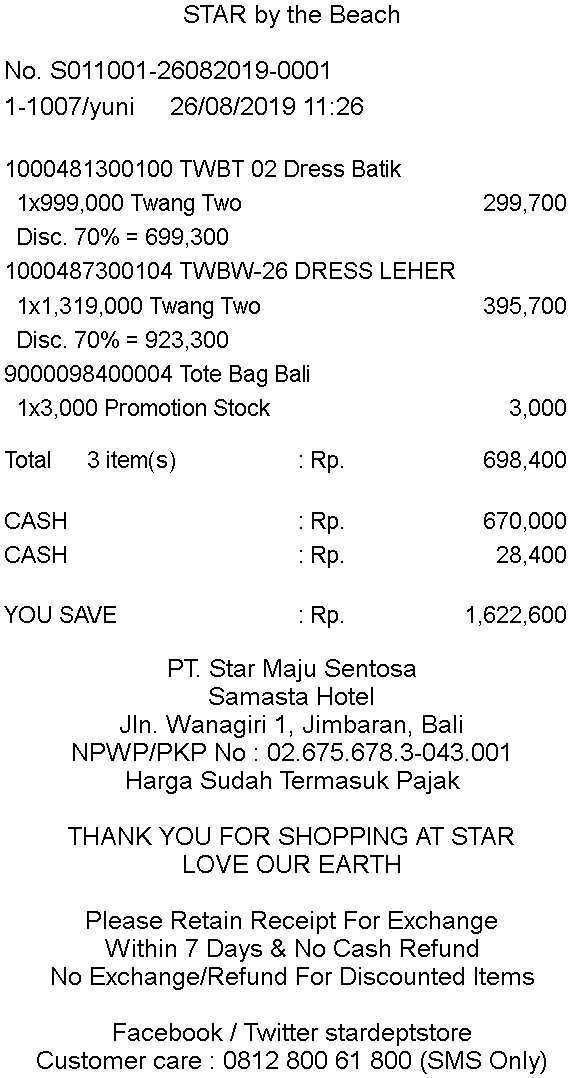 STAR by the Beach
No. S011001-26082019-0001
1-1007/yuni 26/08/2019 11:26
1000481300100 TWBT 02 Dress Batik
1x999,000 Twang Two 299,700
Disc. 70% = 699,300
1000487300104 TWBW-26 DRESS LEHER
1x1,319,000 Twang Two 395,700
Disc. 70% = 923,300
9000098400004 Tote Bag Bali
1x3,000 Promotion Stock 3,000
Total 3 item(s) : Rp. 698,400
CASH : Rp. 670,000
CASH : Rp. 28,400
YOU SAVE : Rp. 1,622,600
PT. Star Maju Sentosa
Samasta Hotel
Jln. Wanagiri 1, Jimbaran, Bali
NPWP/PKP No : 02.675.678.3-043.001
Harga Sudah Termasuk Pajak
THANK YOU FOR SHOPPING AT STAR
LOVE OUR EARTH
Please Retain Receipt For Exchange
Within 7 Days & No Cash Refund
No Exchange/Refund For Discounted Items
Facebook / Twitter stardeptstore
Customer care : 0812 800 61 800 (SMS Only)